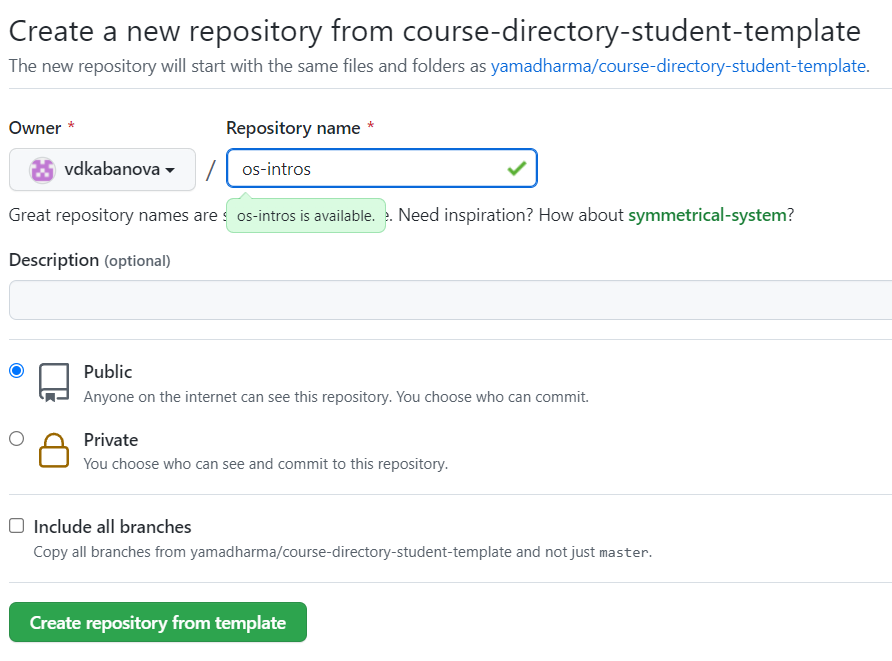 Create a new repository from course-directory-student-template
The new repository will start with the same files and folders as yamadharma/course-directory-student-template.
Owner * Repository name *
vdkabanova / os-intros
Great repository names are os-intros is available. Need inspiration? How about symmetrical-system?
Description (optional)
Public
Anyone on the internet can see this repository. You choose who can commit.
Private
You choose who can see and commit to this repository.
Include all branches
Copy all branches from yamadharma/course-directory-student-template and not just master.
Create repository from template